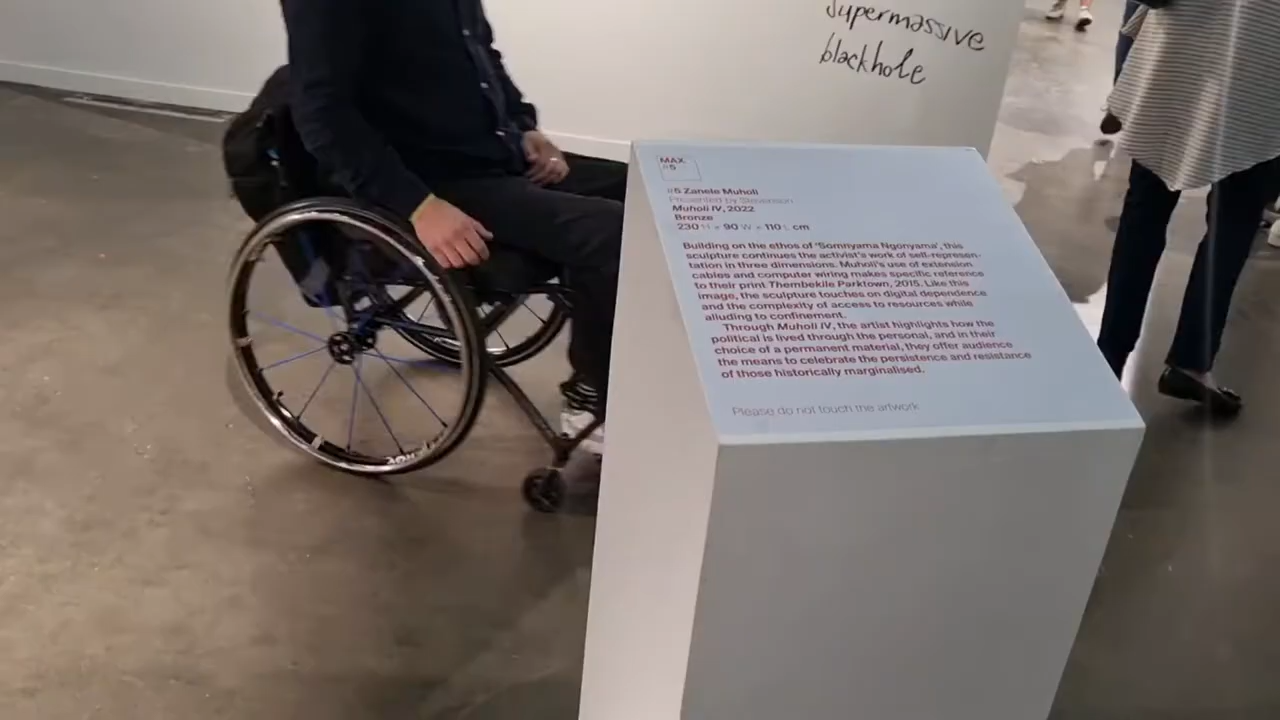 Supermassive
blackhole
MAX.
#5
#5 Zanele Muholi
Presented by Stevenson
Muholi IV, 2022
Bronze
230 H × 90 W × 110 L cm
Building on the ethos of 'Somnyama Ngonyama', this
sculpture continues the activist's work of self-represen-
tation in three dimensions. Muholi's use of extension
cables and computer wiring makes specific reference
to their print Thembekile Parktown, 2015. Like this
image, the sculpture touches on digital dependence
and the complexity of access to resources while
alluding to confinement.
Through Muholi IV, the artist highlights how the
political is lived through the personal, and in their
choice of a permanent material, they offer audience
the means to celebrate the persistence and resistance
of those historically marginalised.
Please do not touch the artwork